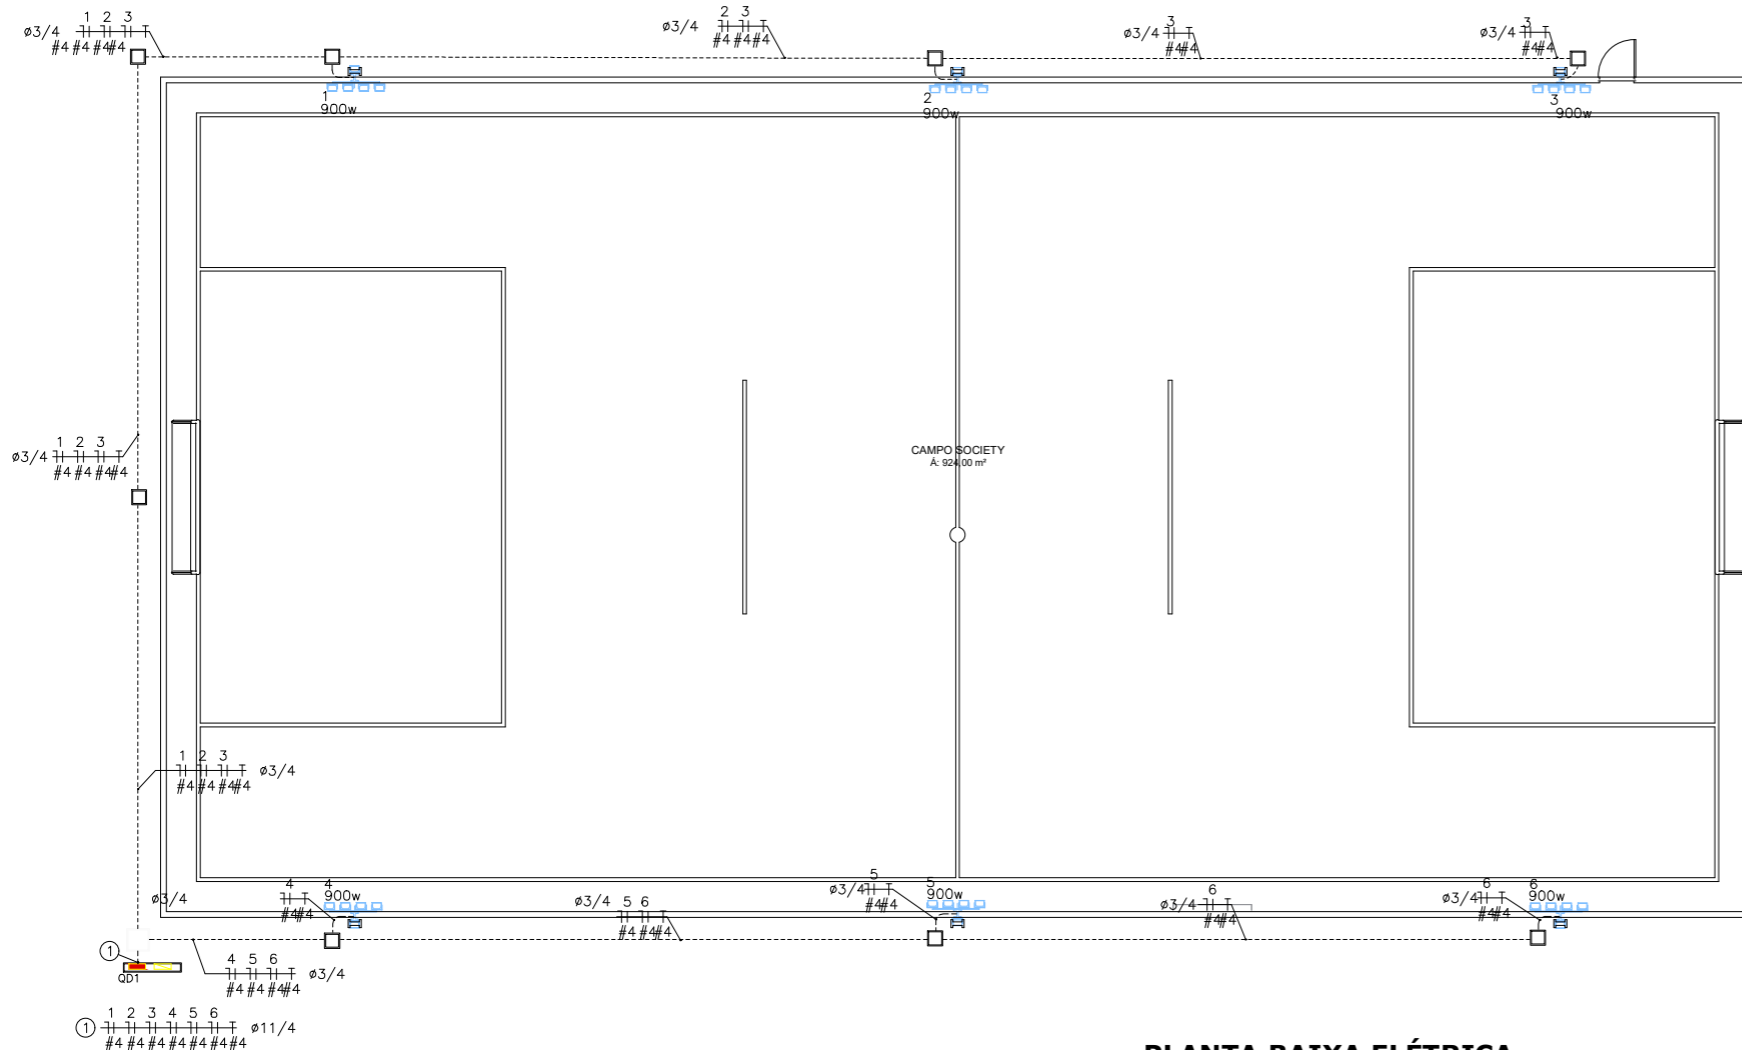 1 2 3
ø3/4
#4 #4 #4 #4
2 3
ø3/4
#4 #4 #4
3
ø3/4
#4 #4
3
ø3/4
#4 #4
1
900w
2
900w
3
900w
CAMPO SOCIETY
Á: 924,00 m²
1 2 3
ø3/4
#4 #4 #4 #4
1 2 3
ø3/4
#4 #4 #4 #4
4
ø3/4
#4 #4
4
900w
5 6
ø3/4
#4 #4 #4
5
ø3/4
#4 #4
5
900w
6
ø3/4
#4 #4
6
ø3/4
#4 #4
6
900w
1
QD1
4 5 6
ø3/4
#4 #4 #4 #4
1 1 2 3 4 5 6 ø11/4
#4 #4 #4 #4 #4 #4 #4
PLANTA BAIXA ELÉTRICA